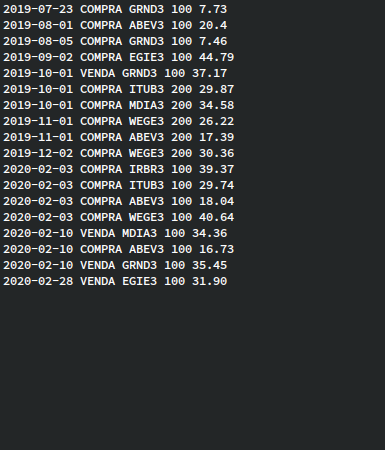 2019-07-23 COMPRA GRND3 100 7.73
2019-08-01 COMPRA ABEV3 100 20.4
2019-08-05 COMPRA GRND3 100 7.46
2019-09-02 COMPRA EGIE3 100 44.79
2019-10-01 VENDA GRND3 100 37.17
2019-10-01 COMPRA ITUB3 200 29.87
2019-10-01 COMPRA MDIA3 200 34.58
2019-11-01 COMPRA WEGE3 200 26.22
2019-11-01 COMPRA ABEV3 200 17.39
2019-12-02 COMPRA WEGE3 200 30.36
2020-02-03 COMPRA IRBR3 100 39.37
2020-02-03 COMPRA ITUB3 100 29.74
2020-02-03 COMPRA ABEV3 100 18.04
2020-02-03 COMPRA WEGE3 100 40.64
2020-02-10 VENDA MDIA3 100 34.36
2020-02-10 COMPRA ABEV3 100 16.73
2020-02-10 VENDA GRND3 100 35.45
2020-02-28 VENDA EGIE3 100 31.90